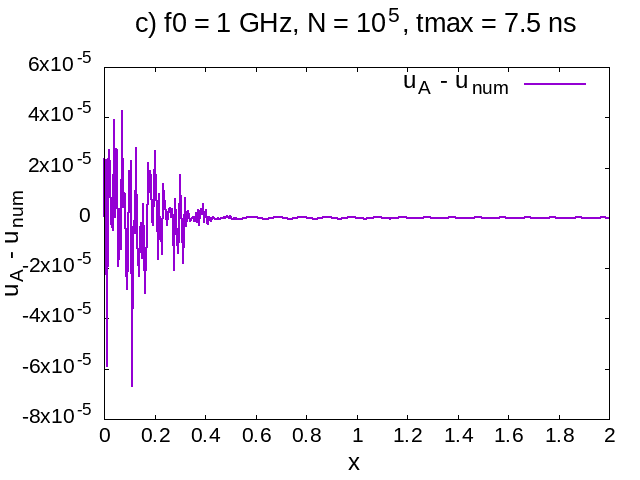 c) f0 = 1 GHz, N = 10⁵, tmax = 7.5 ns
u_A - u_num
6x10⁻⁵
4x10⁻⁵
2x10⁻⁵
0
-2x10⁻⁵
-4x10⁻⁵
-6x10⁻⁵
-8x10⁻⁵
u_A - u_num
0 0.2 0.4 0.6 0.8 1 1.2 1.4 1.6 1.8 2
x